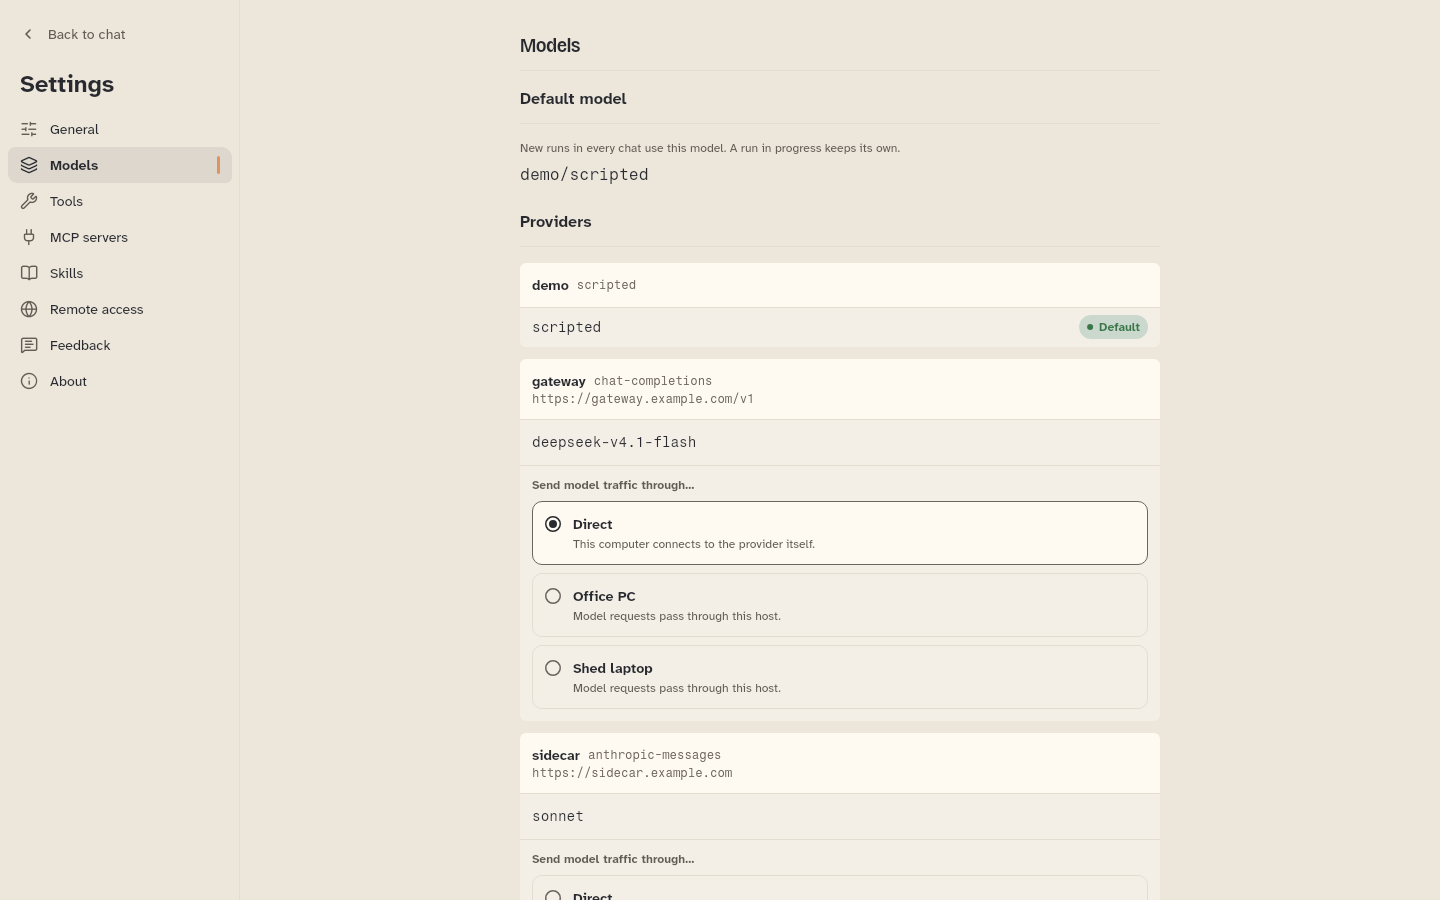 Back to chat
Settings
General
Models
Tools
MCP servers
Skills
Remote access
Feedback
About
Models
Default model
New runs in every chat use this model. A run in progress keeps its own.
demo/scripted
Providers
demo scripted
scripted Default
gateway chat-completions
https://gateway.example.com/v1
deepseek-v4.1-flash
Send model traffic through...
Direct
This computer connects to the provider itself.
Office PC
Model requests pass through this host.
Shed laptop
Model requests pass through this host.
sidecar anthropic-messages
https://sidecar.example.com
sonnet
Send model traffic through...
Direct